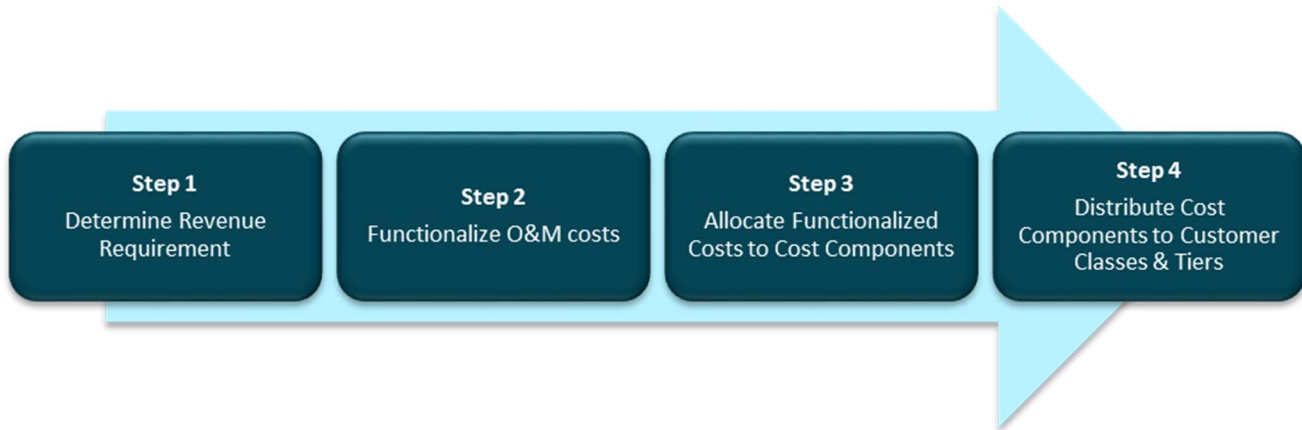 Step 1
Determine Revenue
Requirement
Step 2
Functionalize O&M costs
Step 3
Allocate Functionalized
Costs to Cost Components
Step 4
Distribute Cost
Components to Customer
Classes & Tiers